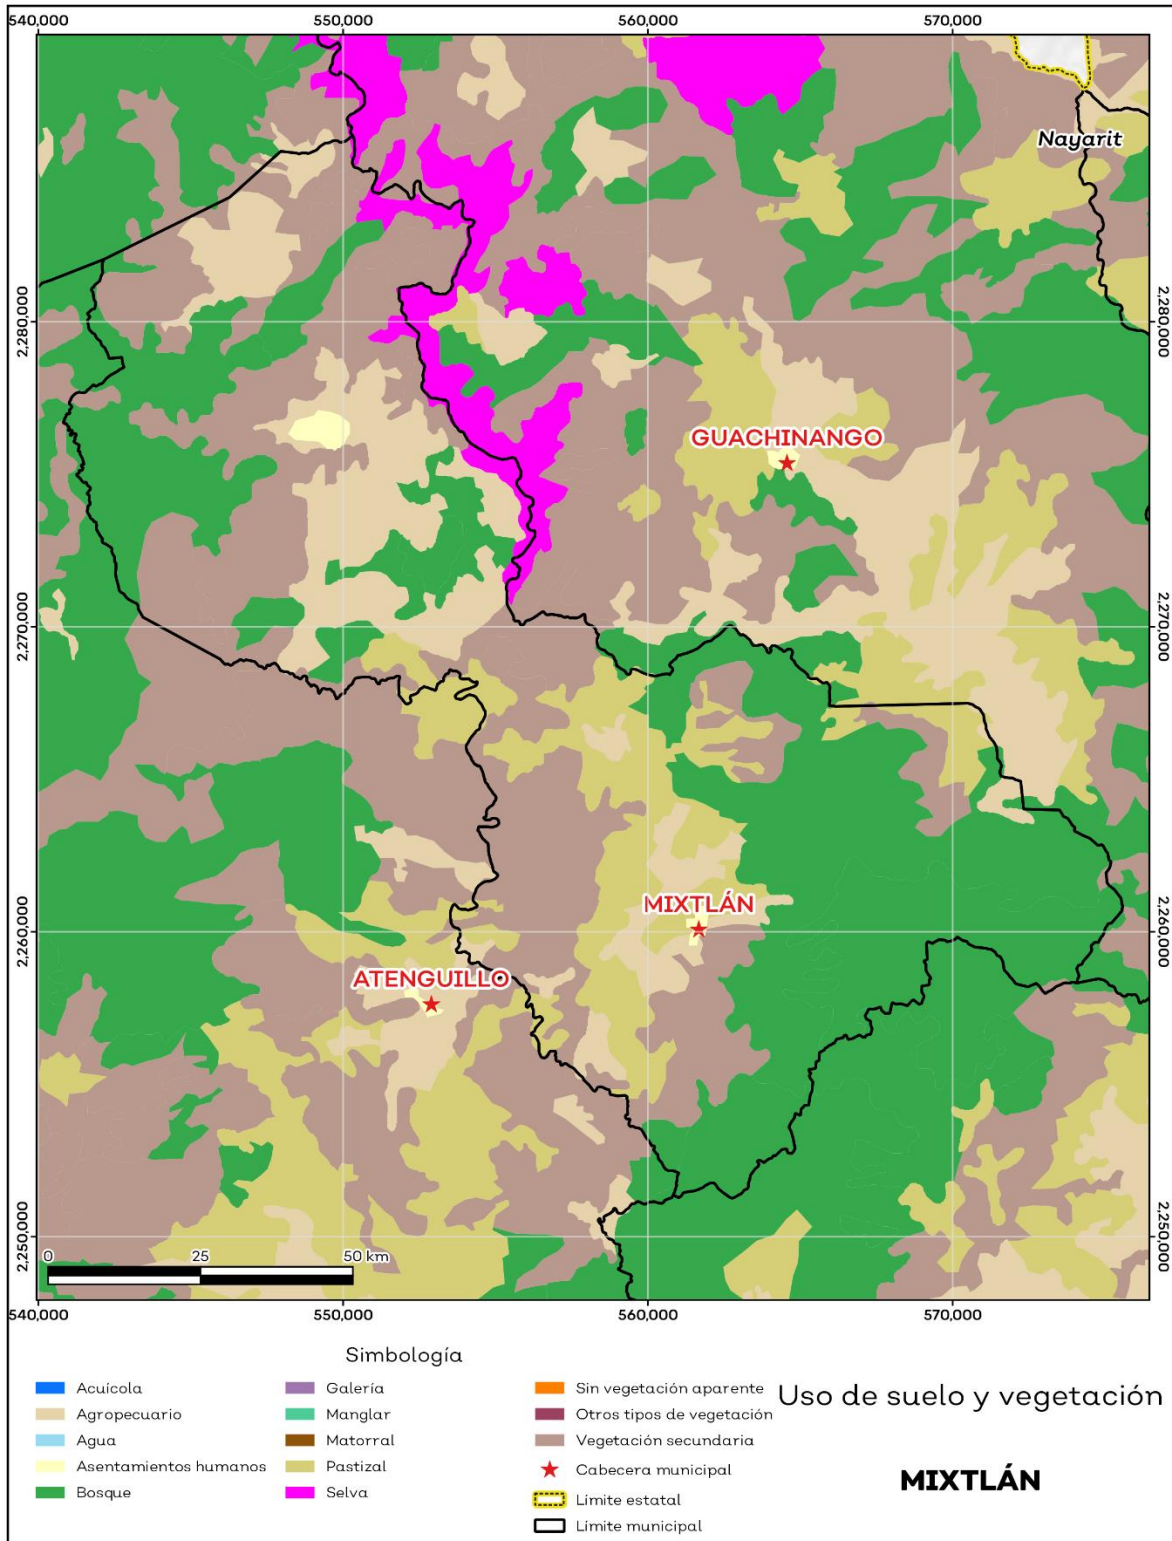 540,000 550,000 560,000 570,000
Nayarit
2,280,000 2,280,000
GUACHINANGO
2,270,000 2,270,000
MIXTLÁN
2,260,000 2,260,000
ATENGUILLO
2,250,000 2,250,000
0 25 50 km
540,000 550,000 560,000 570,000
Simbología
Acuícola
Agropecuario
Agua
Asentamientos humanos
Bosque
Galería
Manglar
Matorral
Pastizal
Selva
Sin vegetación aparente
Otros tipos de vegetación
Vegetación secundaria
Cabecera municipal
Límite estatal
Límite municipal
Uso de suelo y vegetación
MIXTLÁN